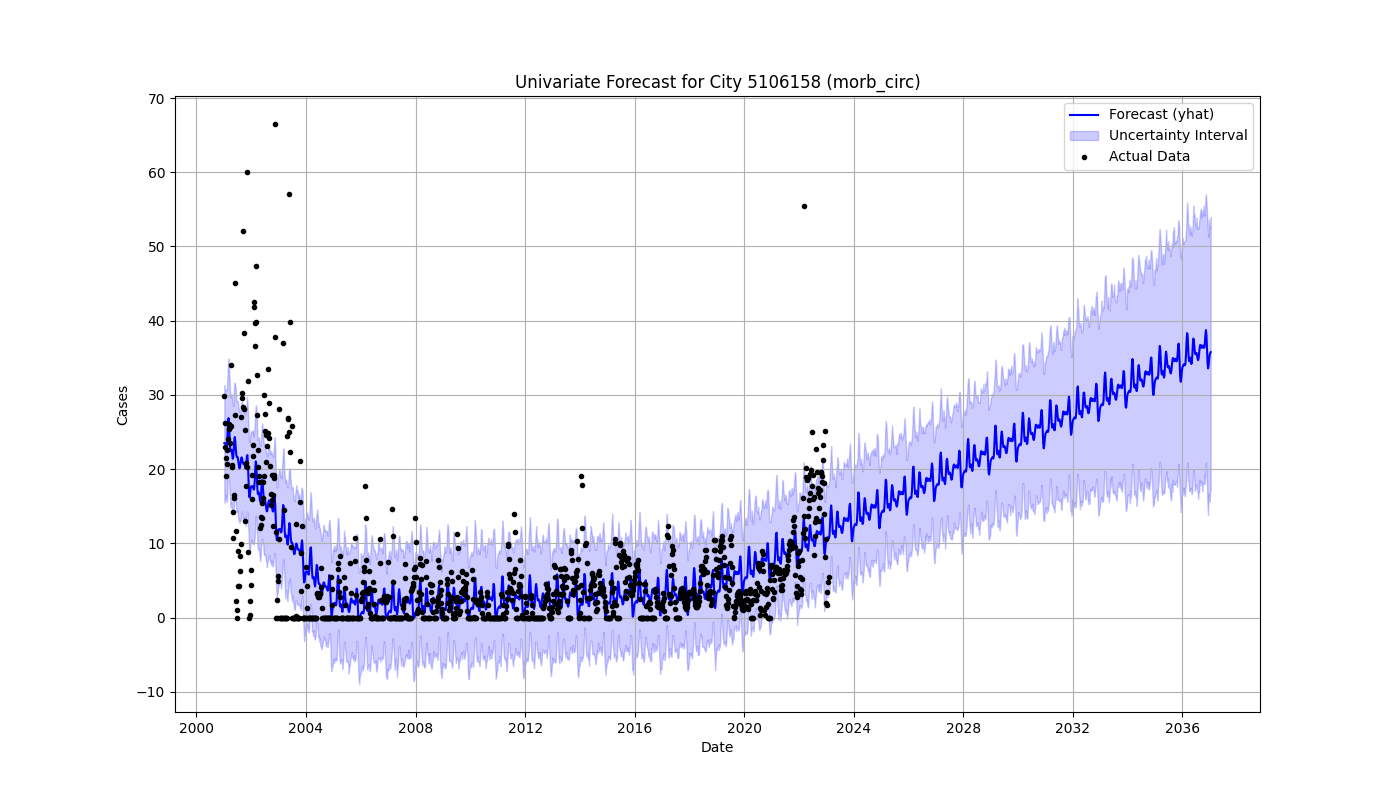 Univariate Forecast for City 5106158 (morb_circ)
Forecast (yhat)
Uncertainty Interval
Actual Data
70
60
50
40
30
20
10
0
−10
Cases
2000 2004 2008 2012 2016 2020 2024 2028 2032 2036
Date